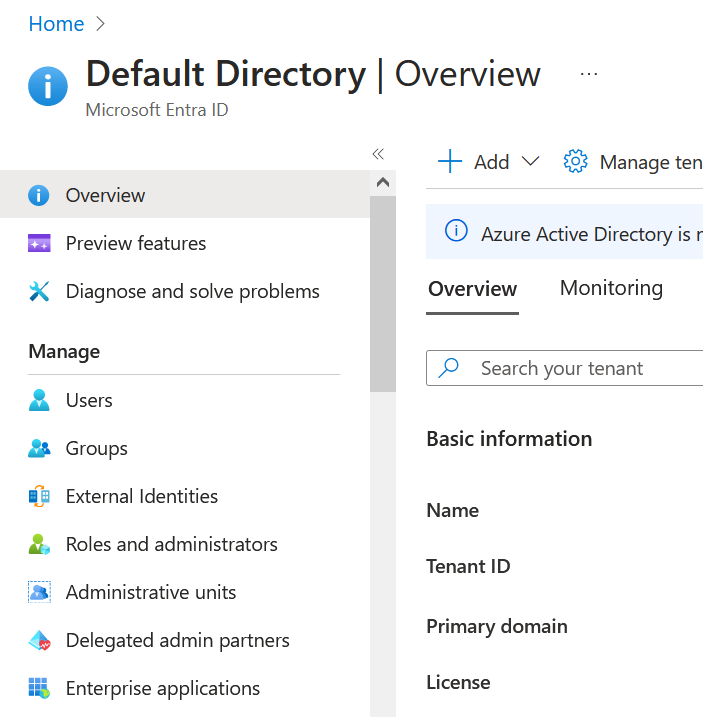 Home
Default Directory | Overview ...
Microsoft Entra ID
Overview
Preview features
Diagnose and solve problems
Manage
Users
Groups
External Identities
Roles and administrators
Administrative units
Delegated admin partners
Enterprise applications
Add
Manage ten
Azure Active Directory is
Overview
Monitoring
Search your tenant
Basic information
Name
Tenant ID
Primary domain
License